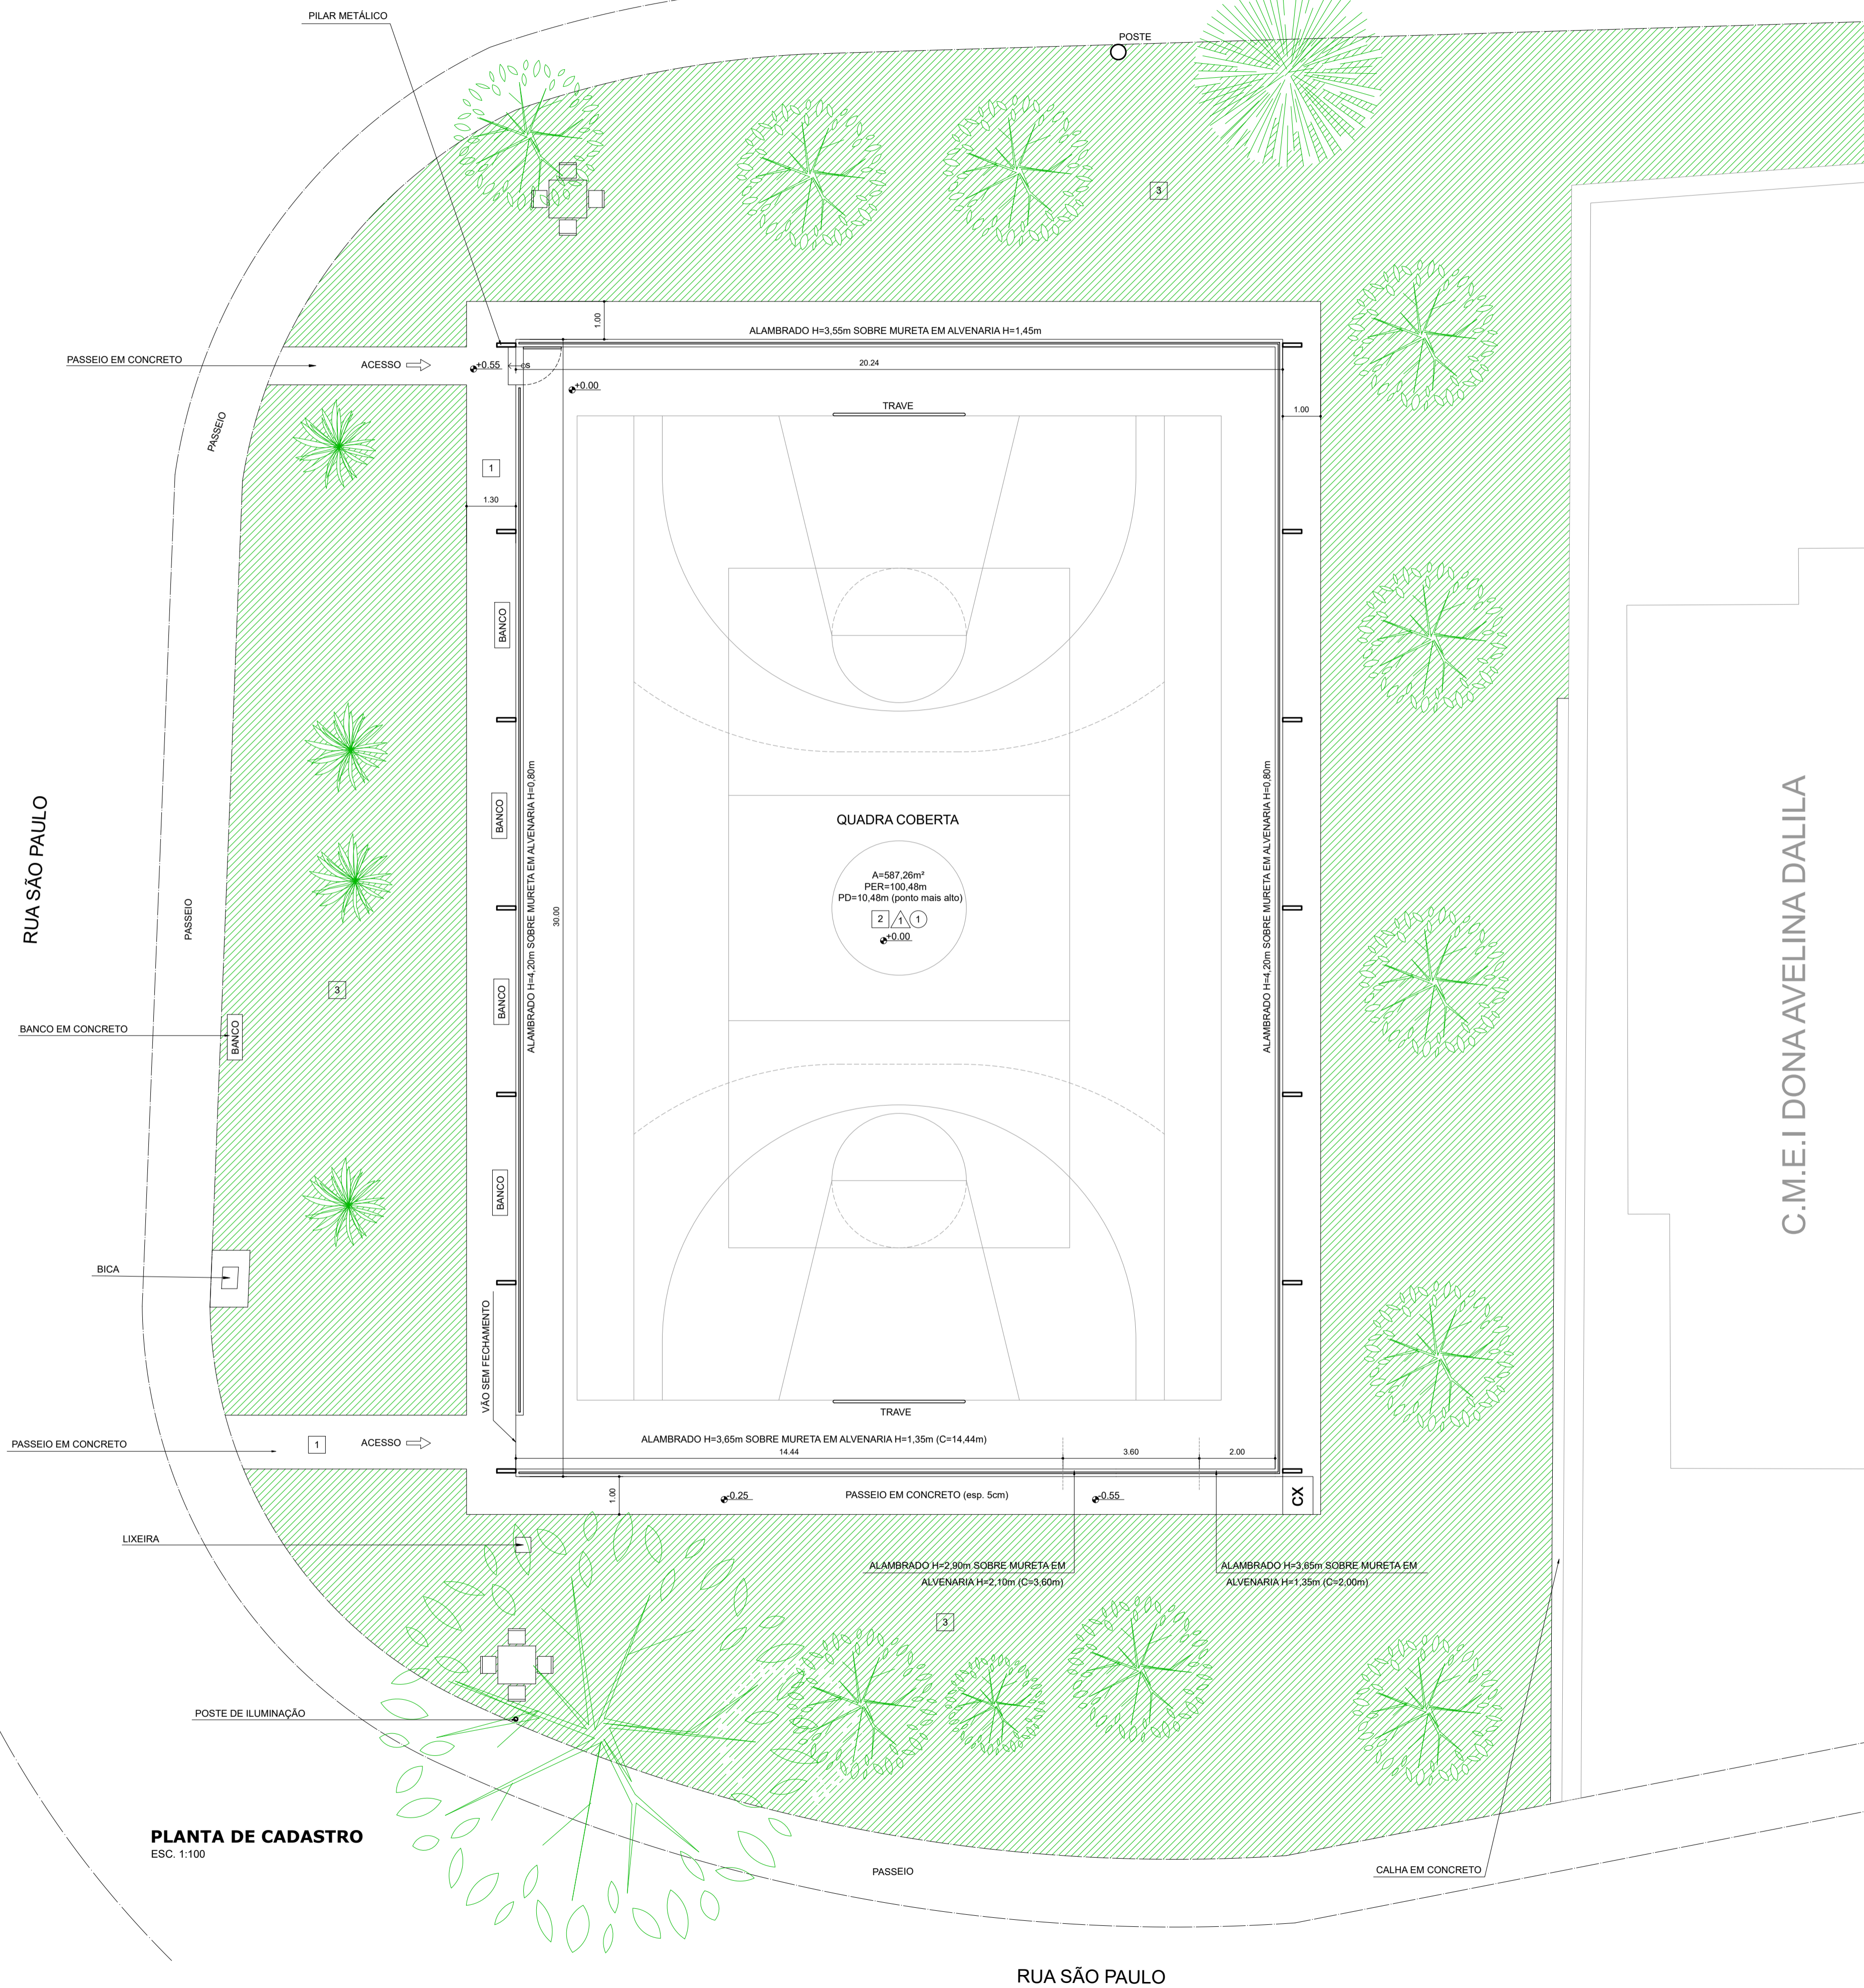 PILAR METÁLICO
POSTE
3
1.00
ALAMBRADO H=3,55m SOBRE MURETA EM ALVENARIA H=1,45m
PASSEIO EM CONCRETO
ACESSO
+0.55
S
20.24
+0.00
TRAVE
1.00
PASSEIO
1
1.30
BANCO
ALAMBRADO H=4,20m SOBRE MURETA EM ALVENARIA H=0,80m
ALAMBRADO H=4,20m SOBRE MURETA EM ALVENARIA H=0,80m
RUA SÃO PAULO
BANCO
QUADRA COBERTA
C.M.E.I DONA AVELINA DALILA
A=587,26m²
PER=100,48m
PD=10,48m (ponto mais alto)
2 1 1
+0.00
30.00
PASSEIO
3
BANCO
BANCO EM CONCRETO
BANCO
BANCO
BICA
VÃO SEM FECHAMENTO
TRAVE
PASSEIO EM CONCRETO
1
ACESSO
ALAMBRADO H=3,65m SOBRE MURETA EM ALVENARIA H=1,35m (C=14,44m)
14.44
3.60
2.00
1.00
-0.25
PASSEIO EM CONCRETO (esp. 5cm)
-0.55
CX
LIXEIRA
ALAMBRADO H=2,90m SOBRE MURETA EM
ALVENARIA H=2,10m (C=3,60m)
ALAMBRADO H=3,65m SOBRE MURETA EM
ALVENARIA H=1,35m (C=2,00m)
3
POSTE DE ILUMINAÇÃO
PLANTA DE CADASTRO
ESC. 1:100
PASSEIO
CALHA EM CONCRETO
RUA SÃO PAULO